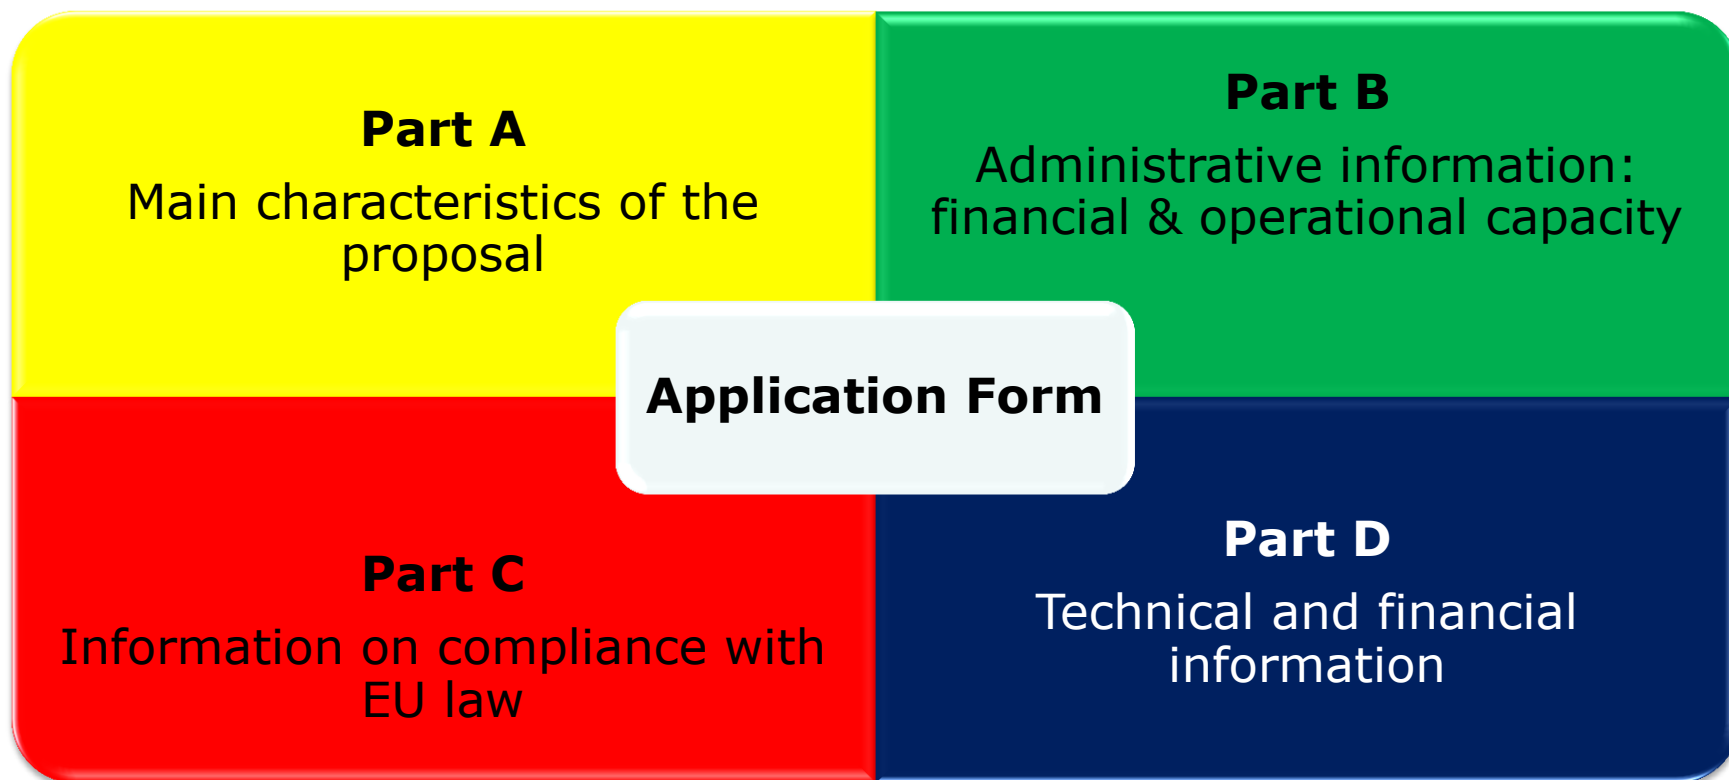 Part A
Main characteristics of the
proposal
Part B
Administrative information:
financial & operational capacity
Application Form
Part C
Information on compliance with
EU law
Part D
Technical and financial
information